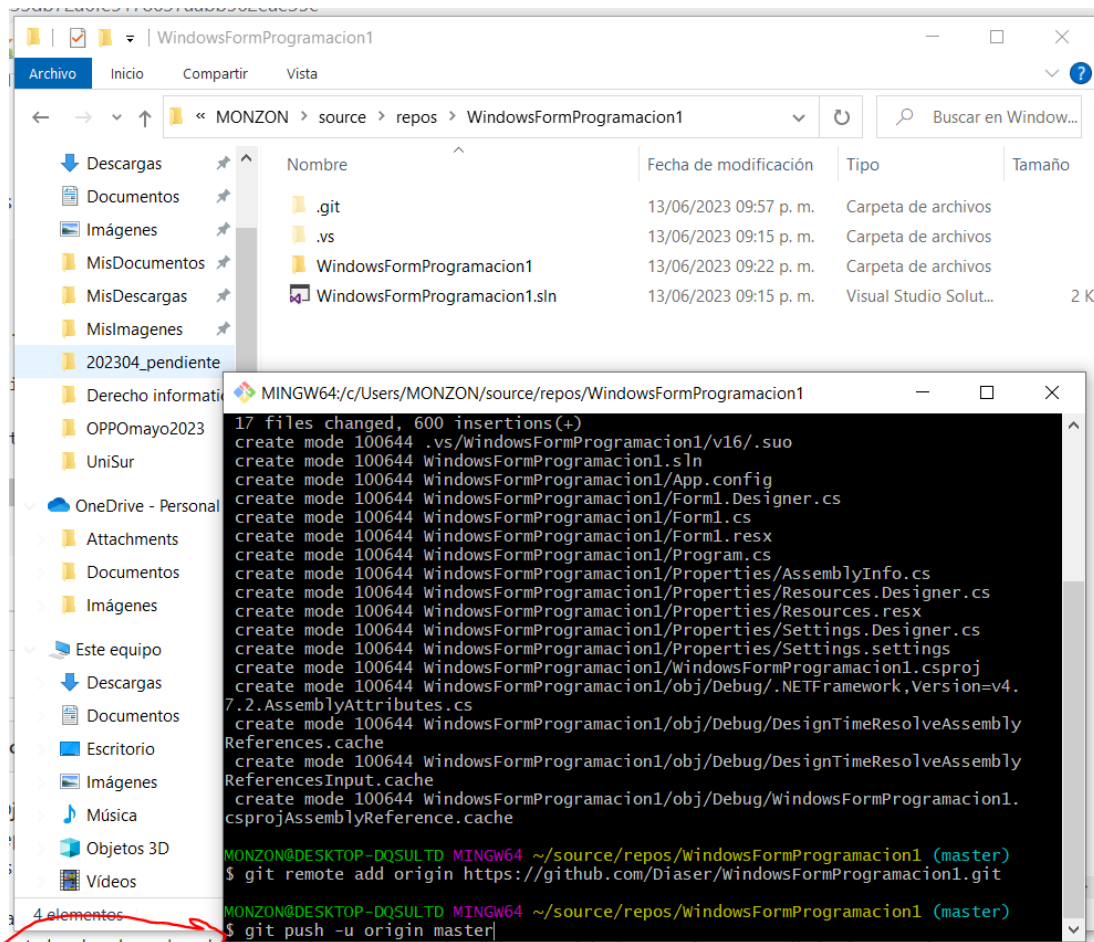 WindowsFormProgramacion1
Archivo Inicio Compartir Vista
« MONZON > source > repos > WindowsFormProgramacion1
Buscar en Window...
Nombre Fecha de modificación Tipo Tamaño
.git 13/06/2023 09:57 p. m. Carpeta de archivos
.vs 13/06/2023 09:15 p. m. Carpeta de archivos
WindowsFormProgramacion1 13/06/2023 09:22 p. m. Carpeta de archivos
WindowsFormProgramacion1.sln 13/06/2023 09:15 p. m. Visual Studio Solut... 2 K
Descargas
Documentos
Imágenes
MisDocumentos
MisDescargas
MisImagenes
202304_pendiente
Derecho informati
OPPOmayo2023
UniSur
OneDrive - Personal
Attachments
Documentos
Imágenes
Este equipo
Descargas
Documentos
Escritorio
Imágenes
Música
Objetos 3D
Vídeos
4 elementos
MINGW64:/c/Users/MONZON/source/repos/WindowsFormProgramacion1
17 files changed, 600 insertions(+)
create mode 100644 .vs/WindowsFormProgramacion1/v16/.suo
create mode 100644 WindowsFormProgramacion1.sln
create mode 100644 WindowsFormProgramacion1/App.config
create mode 100644 WindowsFormProgramacion1/Form1.Designer.cs
create mode 100644 WindowsFormProgramacion1/Form1.cs
create mode 100644 WindowsFormProgramacion1/Form1.resx
create mode 100644 WindowsFormProgramacion1/Program.cs
create mode 100644 WindowsFormProgramacion1/Properties/AssemblyInfo.cs
create mode 100644 WindowsFormProgramacion1/Properties/Resources.Designer.cs
create mode 100644 WindowsFormProgramacion1/Properties/Resources.resx
create mode 100644 WindowsFormProgramacion1/Properties/Settings.Designer.cs
create mode 100644 WindowsFormProgramacion1/Properties/Settings.settings
create mode 100644 WindowsFormProgramacion1/WindowsFormProgramacion1.csproj
create mode 100644 WindowsFormProgramacion1/obj/Debug/.NETFramework,Version=v4.
7.2.AssemblyAttributes.cs
create mode 100644 WindowsFormProgramacion1/obj/Debug/DesignTimeResolveAssembly
References.cache
create mode 100644 WindowsFormProgramacion1/obj/Debug/DesignTimeResolveAssembly
ReferencesInput.cache
create mode 100644 WindowsFormProgramacion1/obj/Debug/WindowsFormProgramacion1.
csprojAssemblyReference.cache
MONZON@DESKTOP-DQSULTD MINGW64 ~/source/repos/WindowsFormProgramacion1 (master)
$ git remote add origin https://github.com/Diaser/WindowsFormProgramacion1.git
MONZON@DESKTOP-DQSULTD MINGW64 ~/source/repos/WindowsFormProgramacion1 (master)
$ git push -u origin master